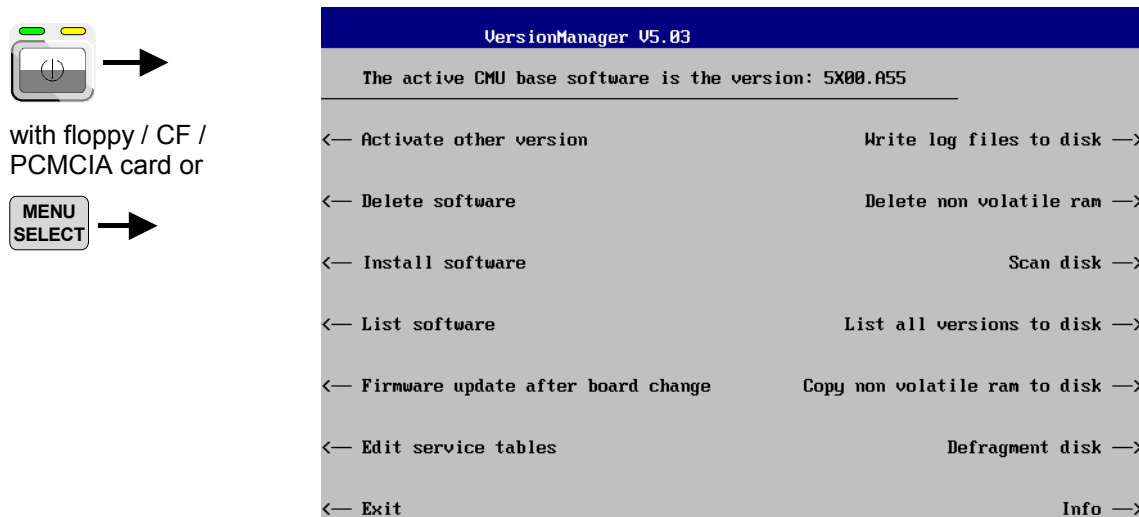 VersionManager V5.03
The active CMU base software is the version: 5X00.A55
with floppy / CF /
PCMCIA card or
MENU
SELECT
<— Activate other version
Write log files to disk —>
<— Delete software
Delete non volatile ram —>
<— Install software
Scan disk —>
<— List software
List all versions to disk —>
<— Firmware update after board change
Copy non volatile ram to disk —>
<— Edit service tables
Defragment disk —>
<— Exit
Info —>